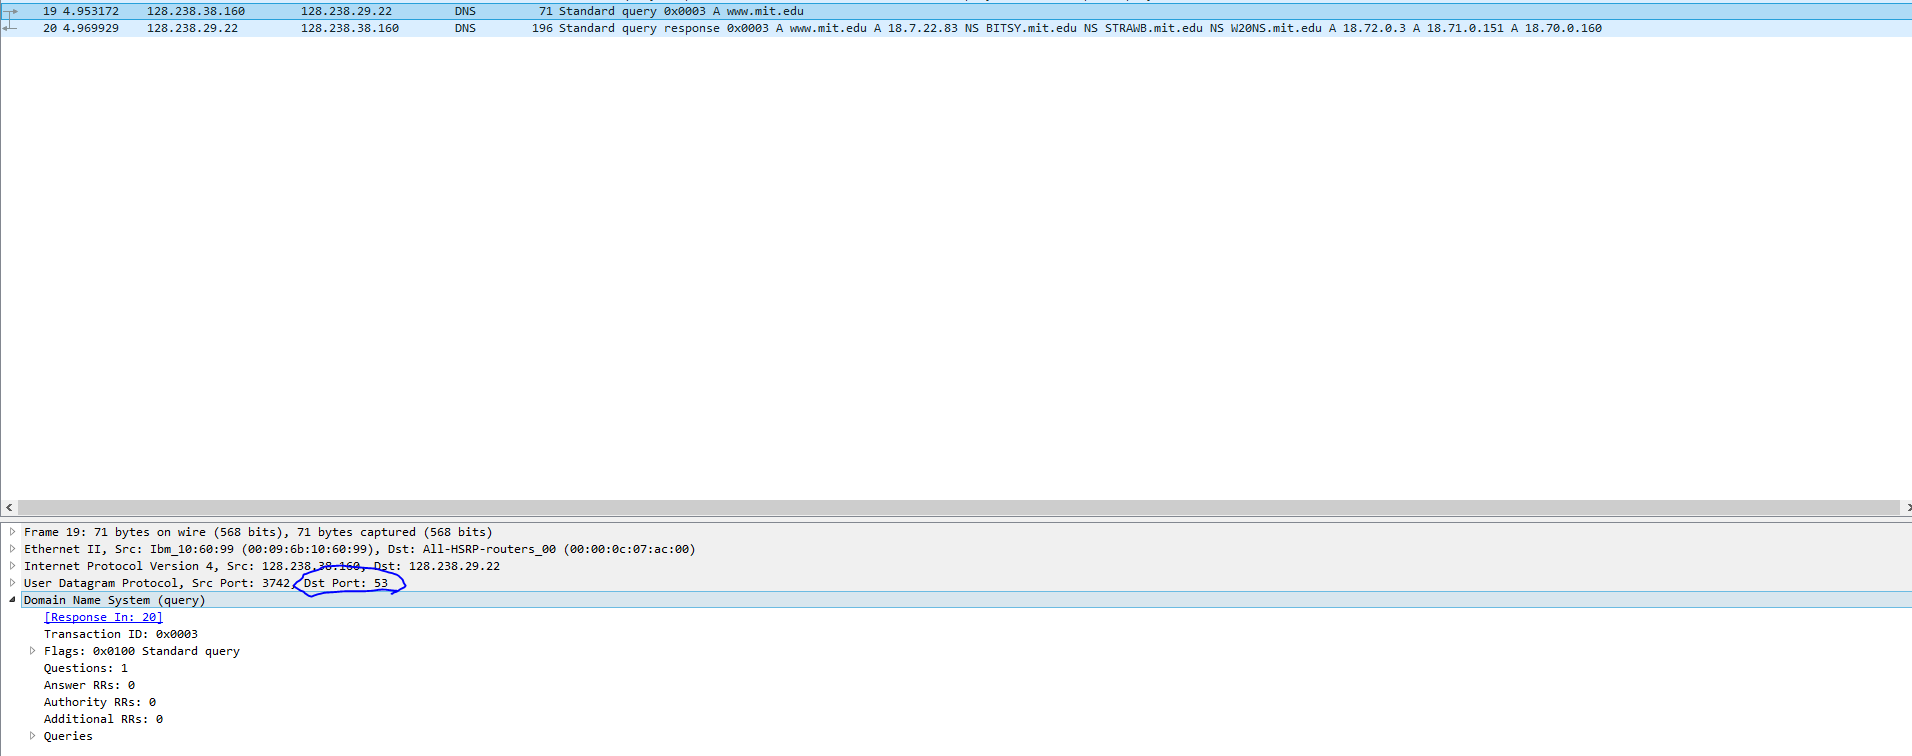 19 4.953172 128.238.38.160 128.238.29.22 DNS 71 Standard query 0x0003 A www.mit.edu
20 4.969929 128.238.29.22 128.238.38.160 DNS 196 Standard query response 0x0003 A www.mit.edu A 18.7.22.83 NS BITSY.mit.edu NS STRAWB.mit.edu NS W20NS.mit.edu A 18.72.0.3 A 18.71.0.151 A 18.70.0.160
Frame 19: 71 bytes on wire (568 bits), 71 bytes captured (568 bits)
Ethernet II, Src: Ibm_10:60:99 (00:09:6b:10:60:99), Dst: All-HSRP-routers_00 (00:00:0c:07:ac:00)
Internet Protocol Version 4, Src: 128.238.38.160, Dst: 128.238.29.22
User Datagram Protocol, Src Port: 3742, Dst Port: 53
Domain Name System (query)
[Response In: 20]
Transaction ID: 0x0003
Flags: 0x0100 Standard query
Questions: 1
Answer RRs: 0
Authority RRs: 0
Additional RRs: 0
Queries